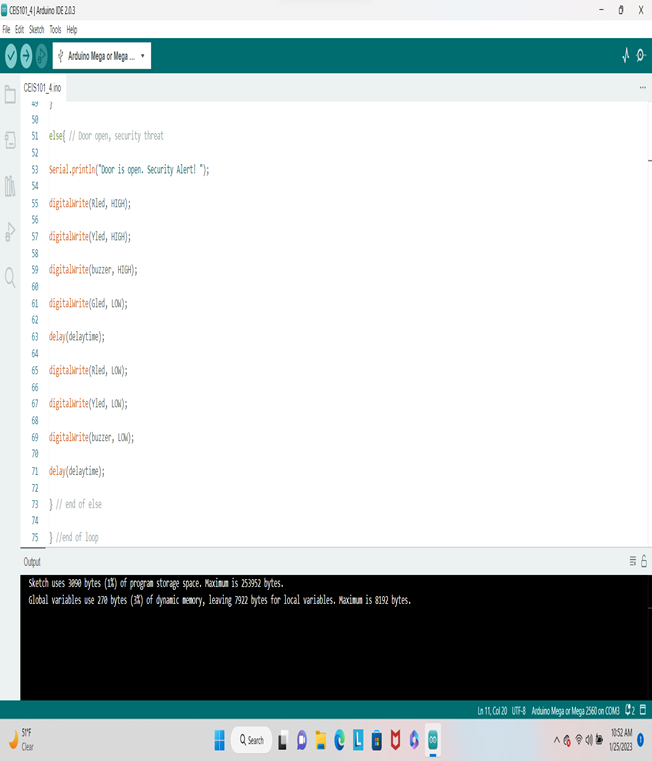 CEIS101_4 | Arduino IDE 2.0.3
File Edit Sketch Tools Help
Arduino Mega or Mega ...
CEIS101_4.ino
49 }
50
51 else{ // Door open, security threat
52
53 Serial.println("Door is open. Security Alert! ");
54
55 digitalWrite(Rled, HIGH);
56
57 digitalWrite(Yled, HIGH);
58
59 digitalWrite(buzzer, HIGH);
60
61 digitalWrite(Gled, LOW);
62
63 delay(delaytime);
64
65 digitalWrite(Rled, LOW);
66
67 digitalWrite(Yled, LOW);
68
69 digitalWrite(buzzer, LOW);
70
71 delay(delaytime);
72
73 } // end of else
74
75 } //end of loop
Output
Sketch uses 3090 bytes (1%) of program storage space. Maximum is 253952 bytes.
Global variables use 270 bytes (3%) of dynamic memory, leaving 7922 bytes for local variables. Maximum is 8192 bytes.
Ln 11, Col 20 UTF-8 Arduino Mega or Mega 2560 on COM3 2
51°F
Clear
Search
10:52 AM
1/25/2023